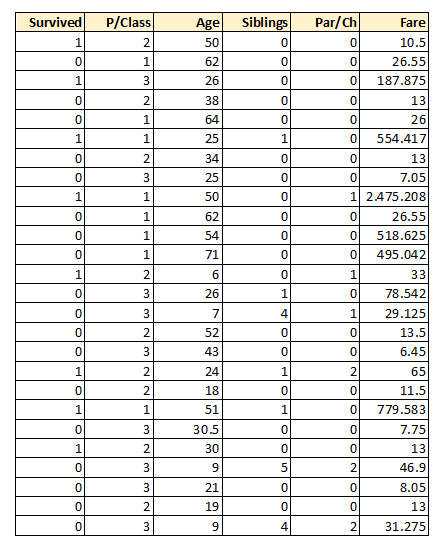 Survived P/Class Age Siblings Par/Ch Fare
1 2 50 0 0 10.5
0 1 62 0 0 26.55
1 3 26 0 0 187.875
0 2 38 0 0 13
0 1 64 0 0 26
1 1 25 1 0 554.417
0 2 34 0 0 13
0 3 25 0 0 7.05
1 1 50 0 1 2.475.208
0 1 62 0 0 26.55
0 1 54 0 0 518.625
0 1 71 0 0 495.042
1 2 6 0 1 33
0 3 26 1 0 78.542
0 3 7 4 1 29.125
0 2 52 0 0 13.5
0 3 43 0 0 6.45
1 2 24 1 2 65
0 2 18 0 0 11.5
1 1 51 1 0 779.583
0 3 30.5 0 0 7.75
1 2 30 0 0 13
0 3 9 5 2 46.9
0 3 21 0 0 8.05
0 2 19 0 0 13
0 3 9 4 2 31.275